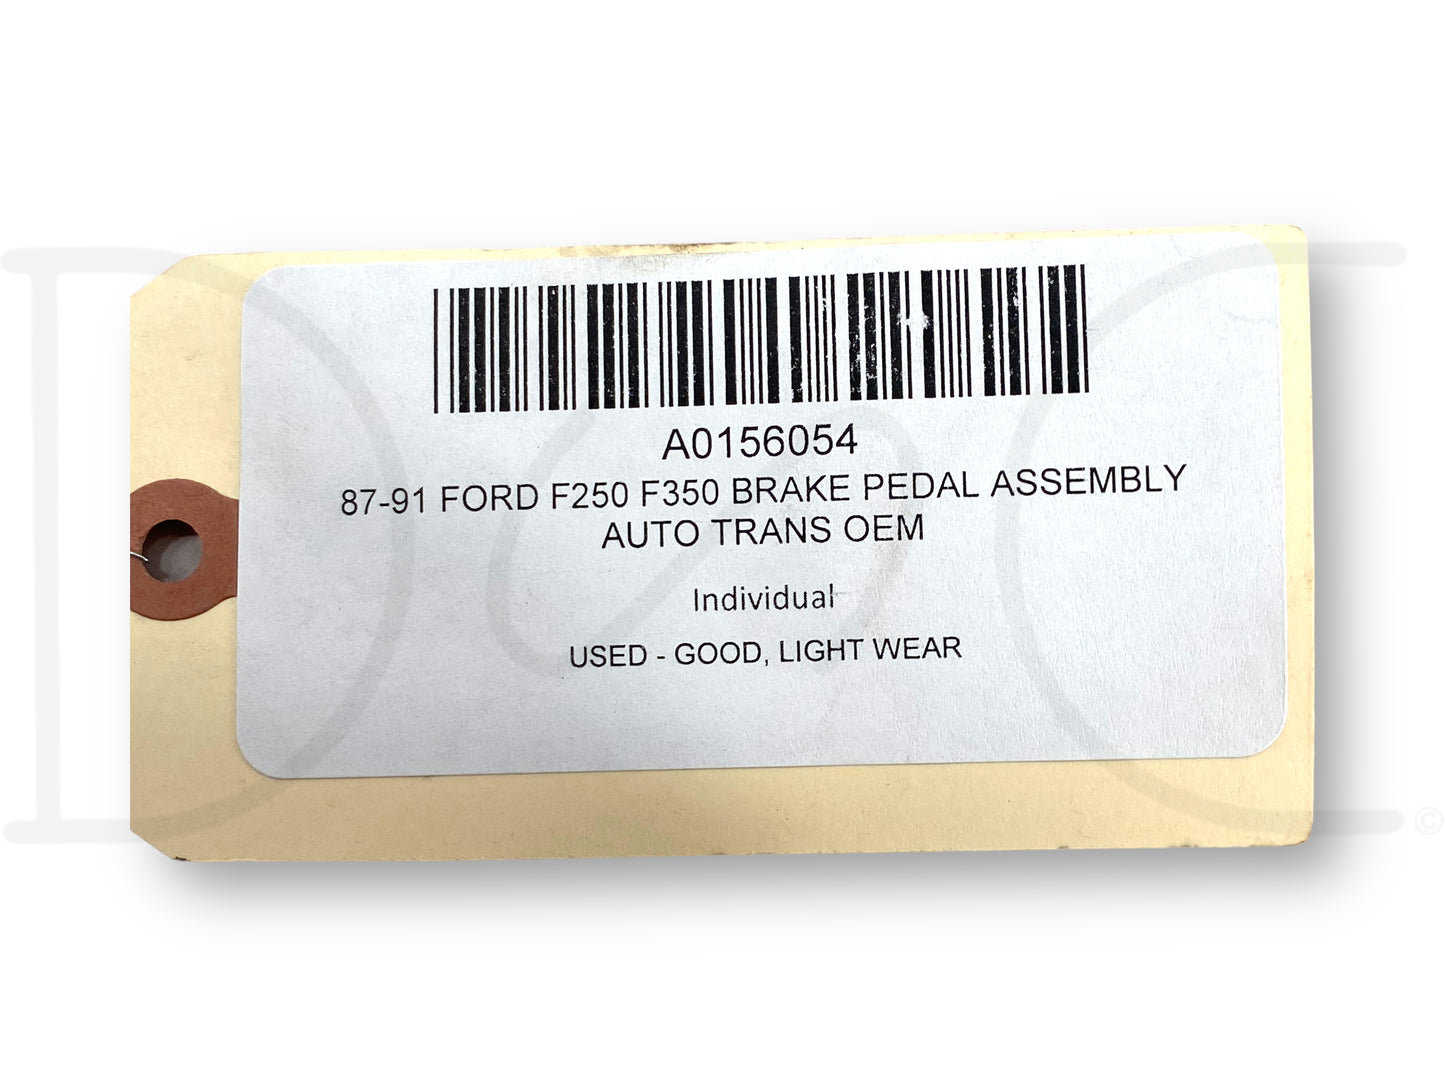 A0156054
87-91 FORD F250 F350 BRAKE PEDAL ASSEMBLY
AUTO TRANS OEM
Individual
USED - GOOD, LIGHT WEAR
©